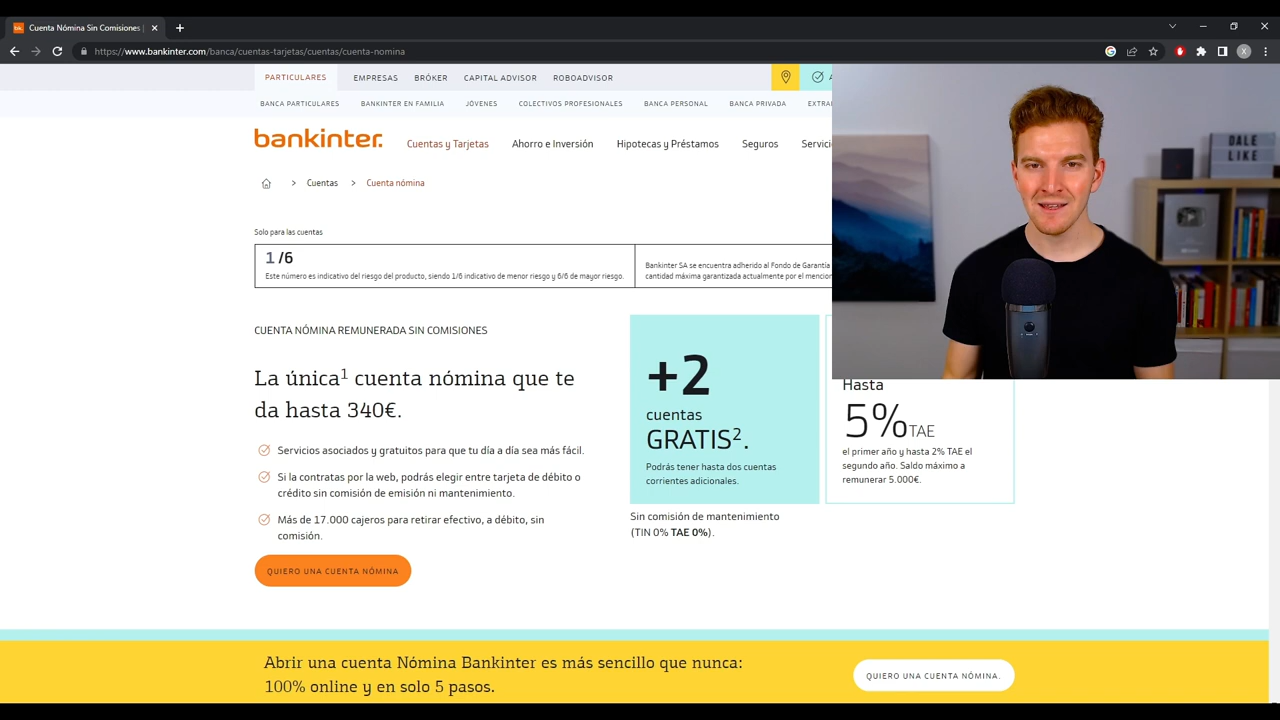 Cuenta Nómina Sin Comisiones |
https://www.bankinter.com/banca/cuentas-tarjetas/cuentas/cuenta-nomina
X
PARTICULARES
EMPRESAS
BRÓKER
CAPITAL ADVISOR
ROBOADVISOR
BANCA PARTICULARES
BANKINTER EN FAMILIA
JÓVENES
COLECTIVOS PROFESIONALES
BANCA PERSONAL
BANCA PRIVADA
EXTRAN
bankinter.
Cuentas y Tarjetas
Ahorro e Inversión
Hipotecas y Préstamos
Seguros
Servici
> Cuentas > Cuenta nómina
DALE
LIKE
Solo para las cuentas
1 /6
Este número es indicativo del riesgo del producto, siendo 1/6 indicativo de menor riesgo y 6/6 de mayor riesgo.
Bankinter SA se encuentra adherido al Fondo de Garantía
cantidad máxima garantizada actualmente por el mencion
CUENTA NÓMINA REMUNERADA SIN COMISIONES
La única¹ cuenta nómina que te
da hasta 340€.
Servicios asociados y gratuitos para que tu día a día sea más fácil.
Si la contratas por la web, podrás elegir entre tarjeta de débito o
crédito sin comisión de emisión ni mantenimiento.
Más de 17.000 cajeros para retirar efectivo, a débito, sin
comisión.
QUIERO UNA CUENTA NÓMINA
+2
cuentas
GRATIS².
Podrás tener hasta dos cuentas
corrientes adicionales.
Sin comisión de mantenimiento
(TIN 0% TAE 0%).
Hasta
5%TAE
el primer año y hasta 2% TAE el
segundo año. Saldo máximo a
remunerar 5.000€.
Abrir una cuenta Nómina Bankinter es más sencillo que nunca:
100% online y en solo 5 pasos.
QUIERO UNA CUENTA NÓMINA.